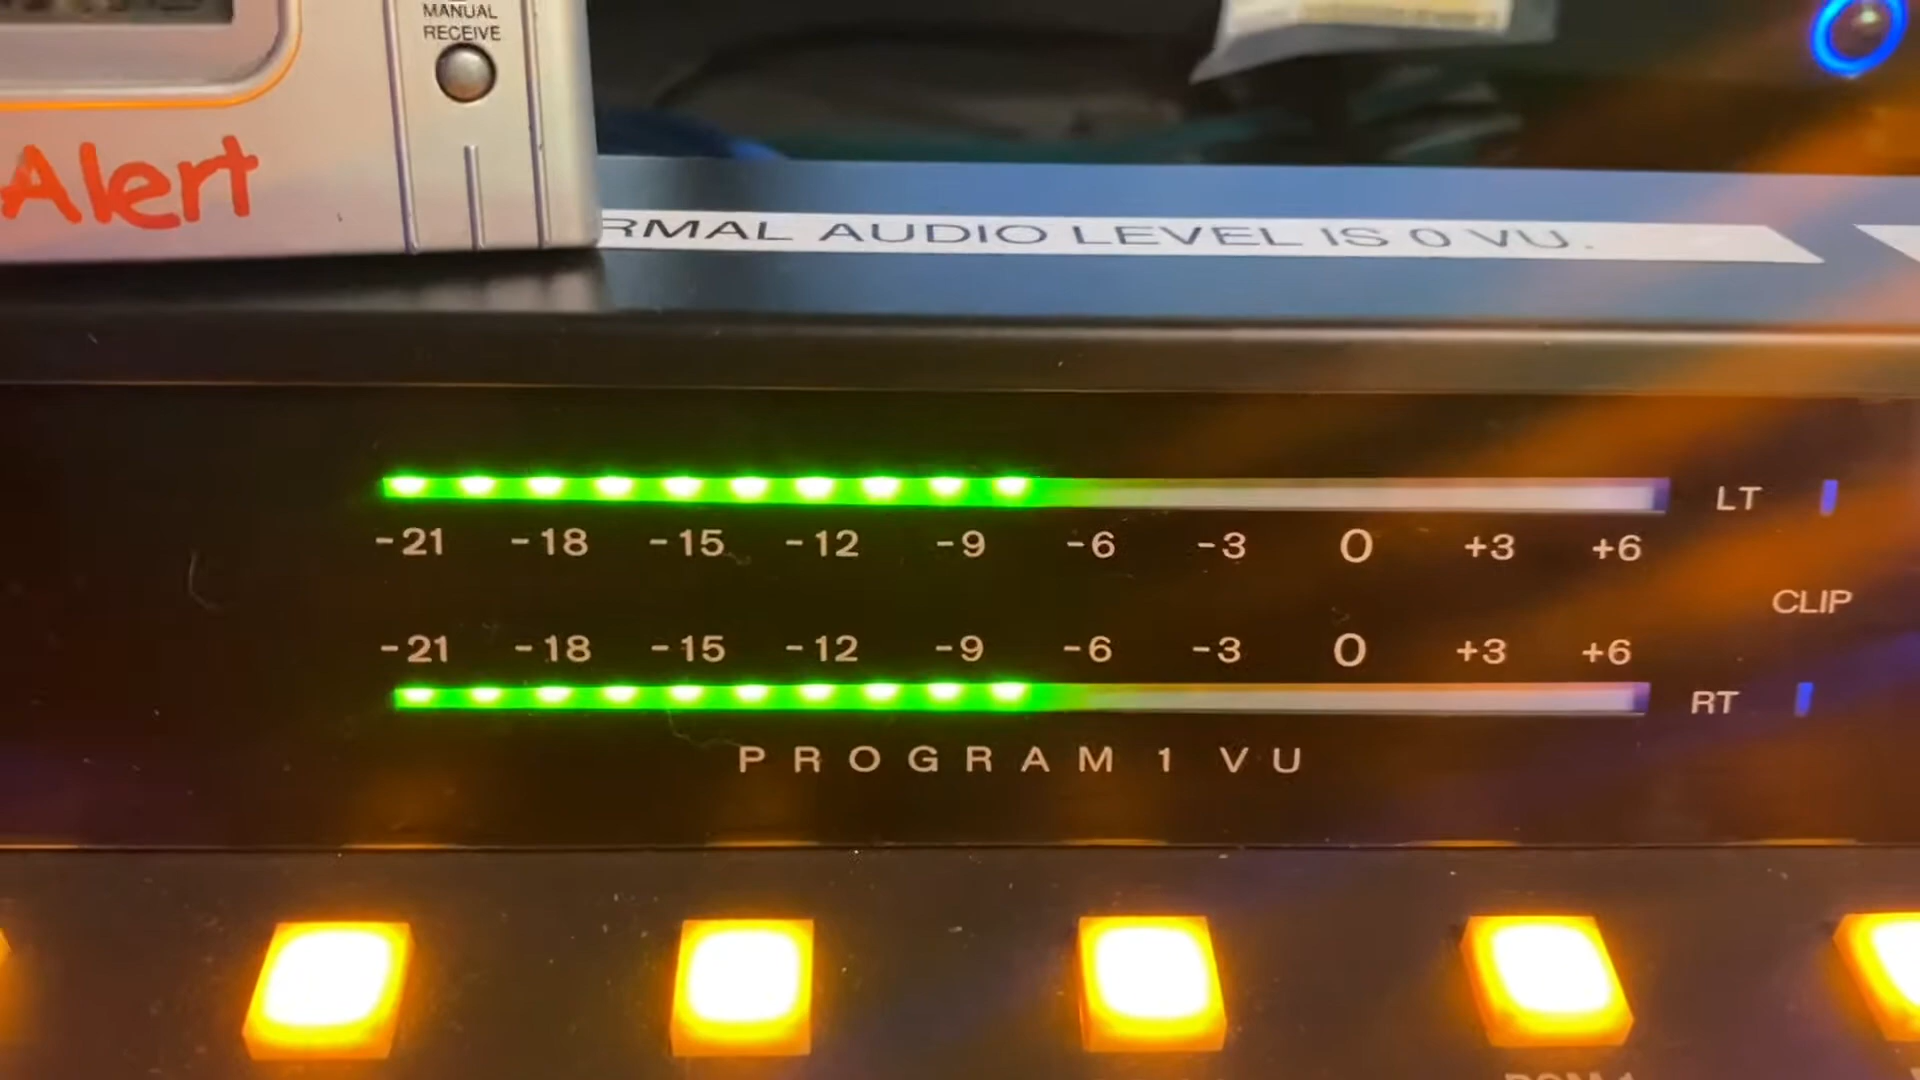 MANUAL
RECEIVE
Alert
RMAL AUDIO LEVEL IS 0 VU.
LT
-21 -18 -15 -12 -9 -6 -3 0 +3 +6
CLIP
-21 -18 -15 -12 -9 -6 -3 0 +3 +6
RT
PROGRAM 1 VU